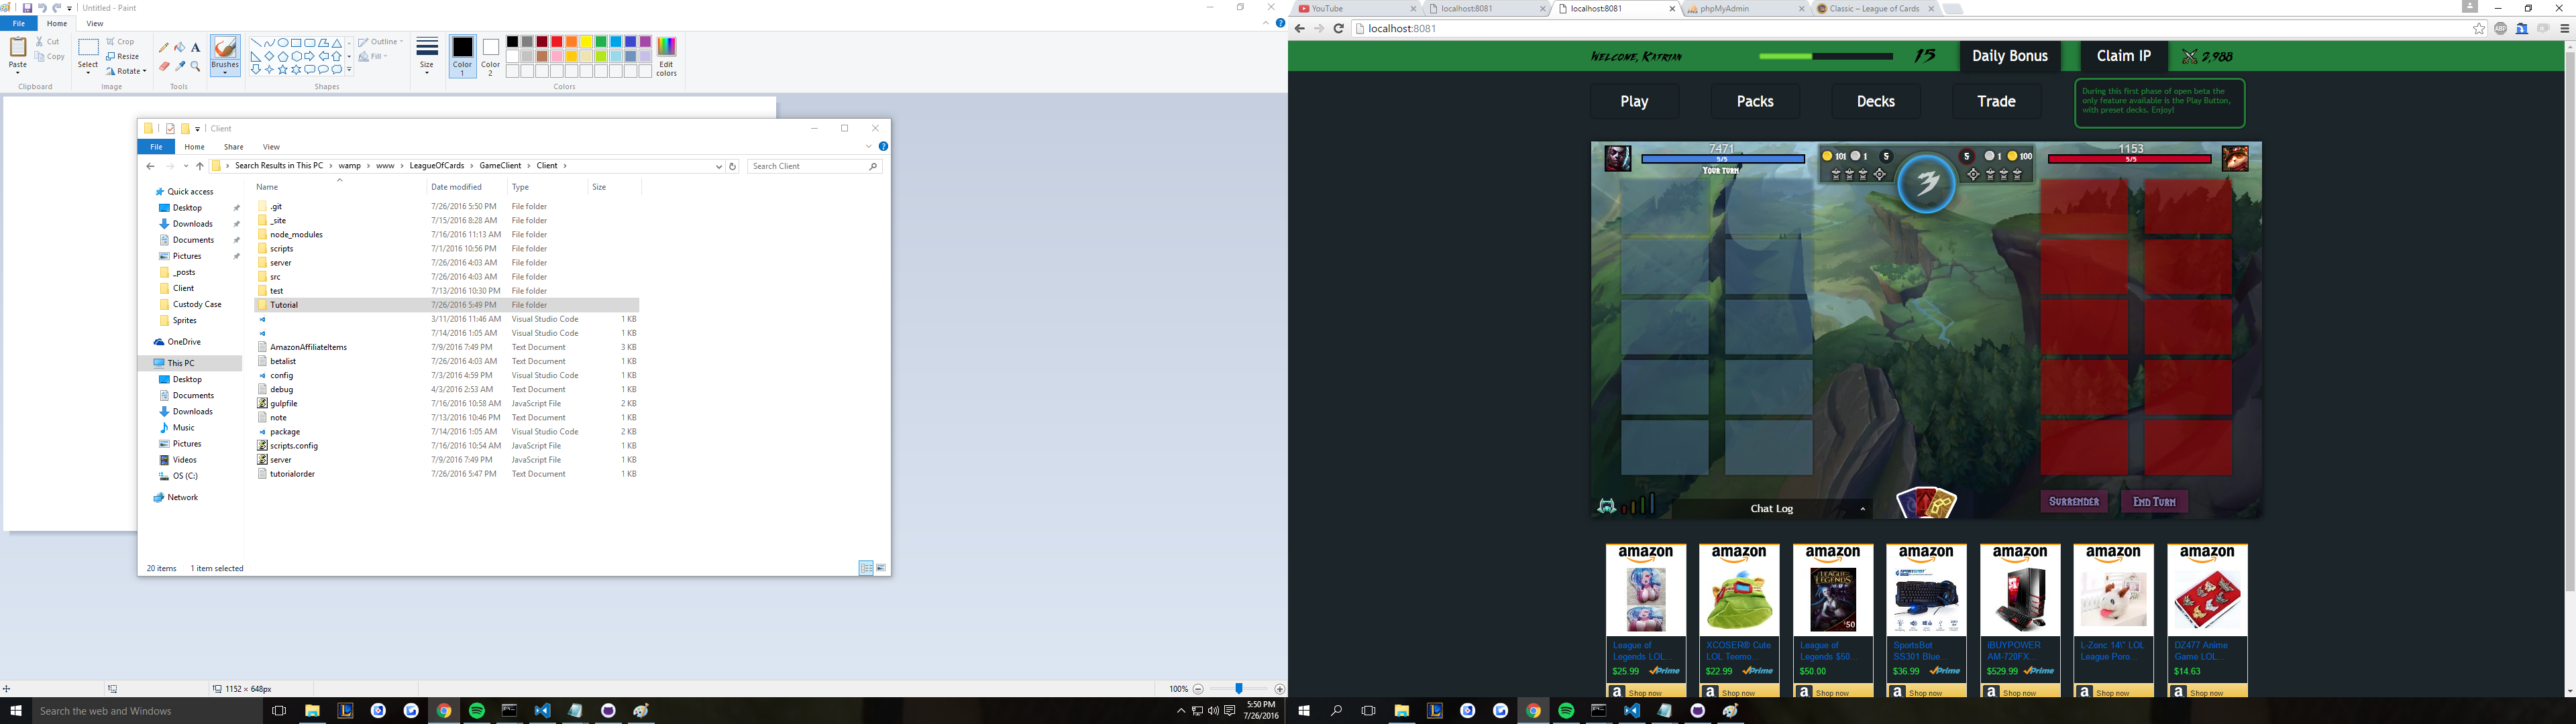 Untitled - Paint
File Home View
Paste Cut Copy
Select Crop Resize Rotate
Brushes
Outline Fill
Size
Color 1
Color 2
Edit colors
Clipboard Image Tools Shapes Colors
Client
File Home Share View
Search Results in This PC > wamp > www > LeagueOfCards > GameClient > Client >
Search Client
Name Date modified Type Size
Quick access
Desktop
Downloads
Documents
Pictures
_posts
Client
Custody Case
Sprites
OneDrive
This PC
Desktop
Documents
Downloads
Music
Pictures
Videos
OS (C:)
Network
.git 7/26/2016 5:50 PM File folder
_site 7/15/2016 8:28 AM File folder
node_modules 7/16/2016 11:13 AM File folder
scripts 7/1/2016 10:56 PM File folder
server 7/26/2016 4:03 AM File folder
src 7/26/2016 4:03 AM File folder
test 7/13/2016 10:30 PM File folder
Tutorial 7/26/2016 5:49 PM File folder
3/11/2016 11:46 AM Visual Studio Code 1 KB
7/14/2016 1:05 AM Visual Studio Code 1 KB
AmazonAffiliateItems 7/9/2016 7:49 PM Text Document 3 KB
betalist 7/26/2016 4:03 AM Text Document 1 KB
config 7/3/2016 4:59 PM Visual Studio Code 1 KB
debug 4/3/2016 2:53 AM Text Document 1 KB
gulpfile 7/16/2016 10:58 AM JavaScript File 2 KB
note 7/13/2016 10:46 PM Text Document 1 KB
package 7/14/2016 1:05 AM Visual Studio Code 2 KB
scripts.config 7/16/2016 10:54 AM JavaScript File 1 KB
server 7/9/2016 7:49 PM JavaScript File 1 KB
tutorialorder 7/26/2016 5:47 PM Text Document 1 KB
20 items 1 item selected
1152 × 648px
100%
Search the web and Windows
5:50 PM
7/26/2016
YouTube
localhost:8081
localhost:8081
phpMyAdmin
Classic – League of Cards
localhost:8081
Welcome, Katrian
15
Daily Bonus
Claim IP
2,988
Play
Packs
Decks
Trade
During this first phase of open beta the
only feature available is the Play Button,
with preset decks. Enjoy!
7471
5/5
Your turn
101 1 5
3
5 1 100
1153
5/5
Chat Log
Surrender
End Turn
amazon amazon amazon amazon amazon amazon amazon
League of Legends LOL...
$25.99 Prime
Shop now
XCOSER® Cute LOL Teemo...
$22.99 Prime
Shop now
LEAGUE OF LEGENDS
$50
League of Legends $50...
$50.00
Shop now
SportsBot SS301 Blue...
$36.99 Prime
Shop now
IBUYPOWER AM-720FX...
$529.99 Prime
Shop now
L-Zonc 14\" LOL League Poro...
Shop now
DZ477 Anime Game LOL...
$14.63
Shop now